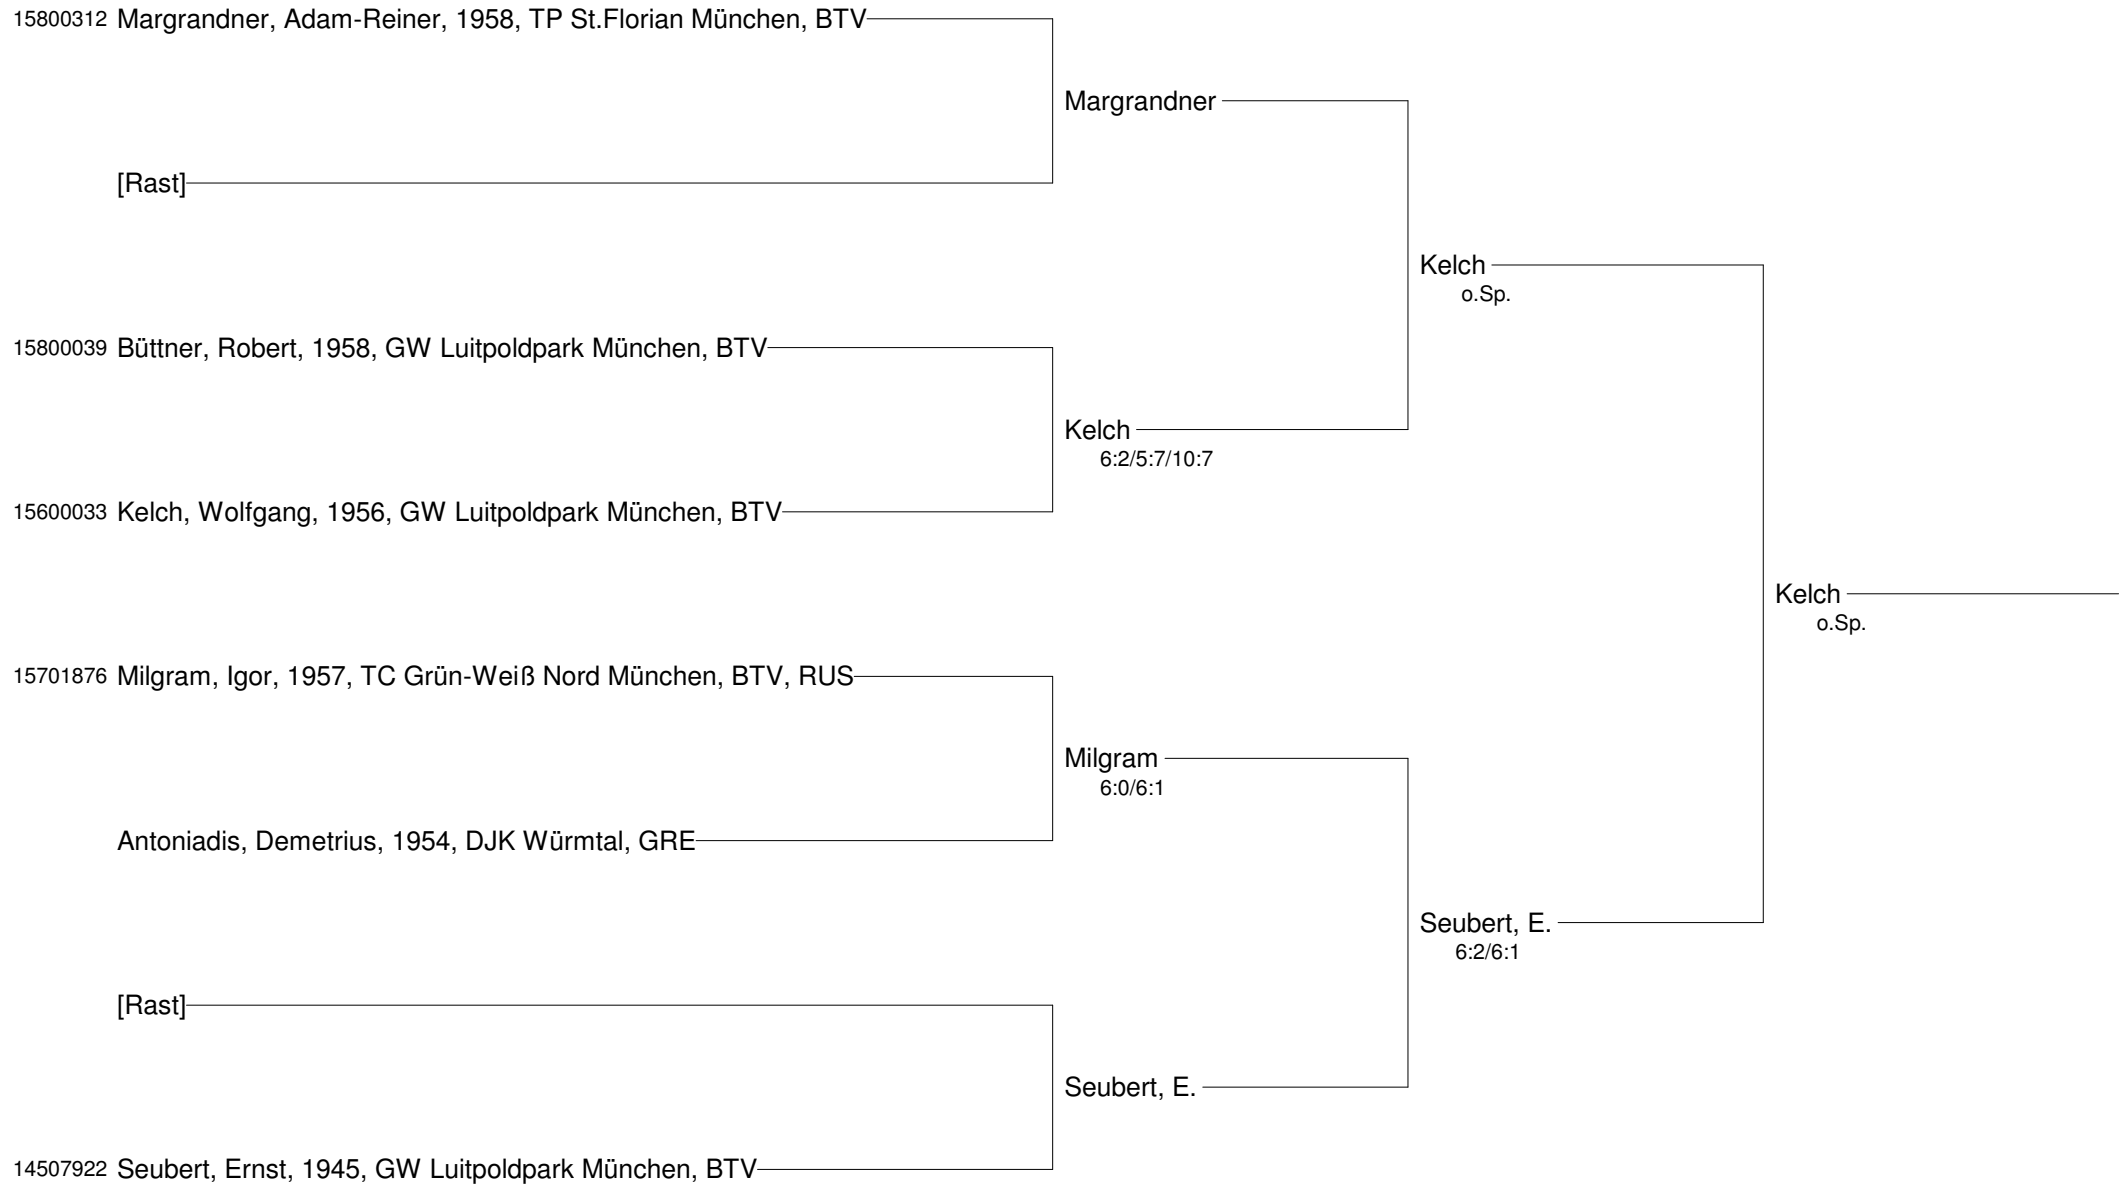 15800312 Margrandner, Adam-Reiner, 1958, TP St.Florian München, BTV
Margrandner
[Rast]
Kelch
o.Sp.
15800039 Büttner, Robert, 1958, GW Luitpoldpark München, BTV
Kelch
6:2/5:7/10:7
15600033 Kelch, Wolfgang, 1956, GW Luitpoldpark München, BTV
Kelch
o.Sp.
15701876 Milgram, Igor, 1957, TC Grün-Weiß Nord München, BTV, RUS
Milgram
6:0/6:1
Antoniadis, Demetrius, 1954, DJK Würmtal, GRE
Seubert, E.
6:2/6:1
[Rast]
Seubert, E.
14507922 Seubert, Ernst, 1945, GW Luitpoldpark München, BTV